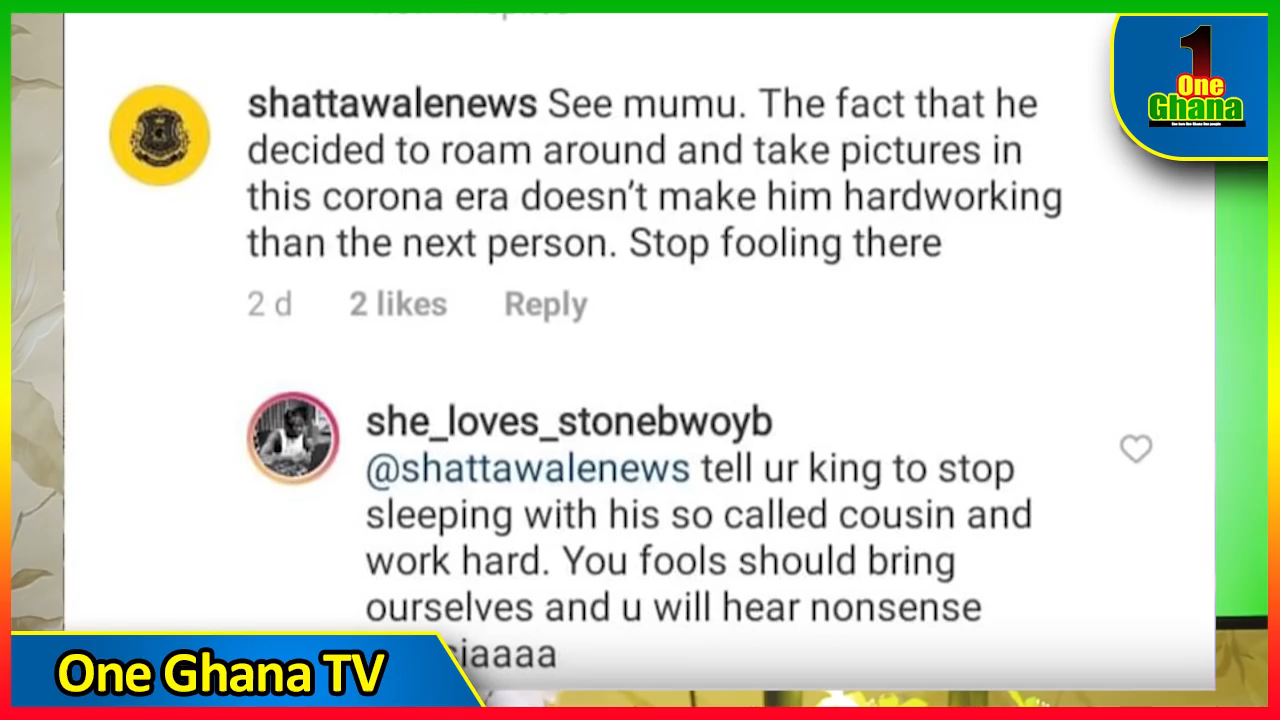 1
One
Ghana
shattawalenews See mumu. The fact that he
decided to roam around and take pictures in
this corona era doesn't make him hardworking
than the next person. Stop fooling there
2 d 2 likes Reply
she_loves_stonebwoyb
@shattawalenews tell ur king to stop
sleeping with his so called cousin and
work hard. You fools should bring
ourselves and u will hear nonsense
One Ghana TV